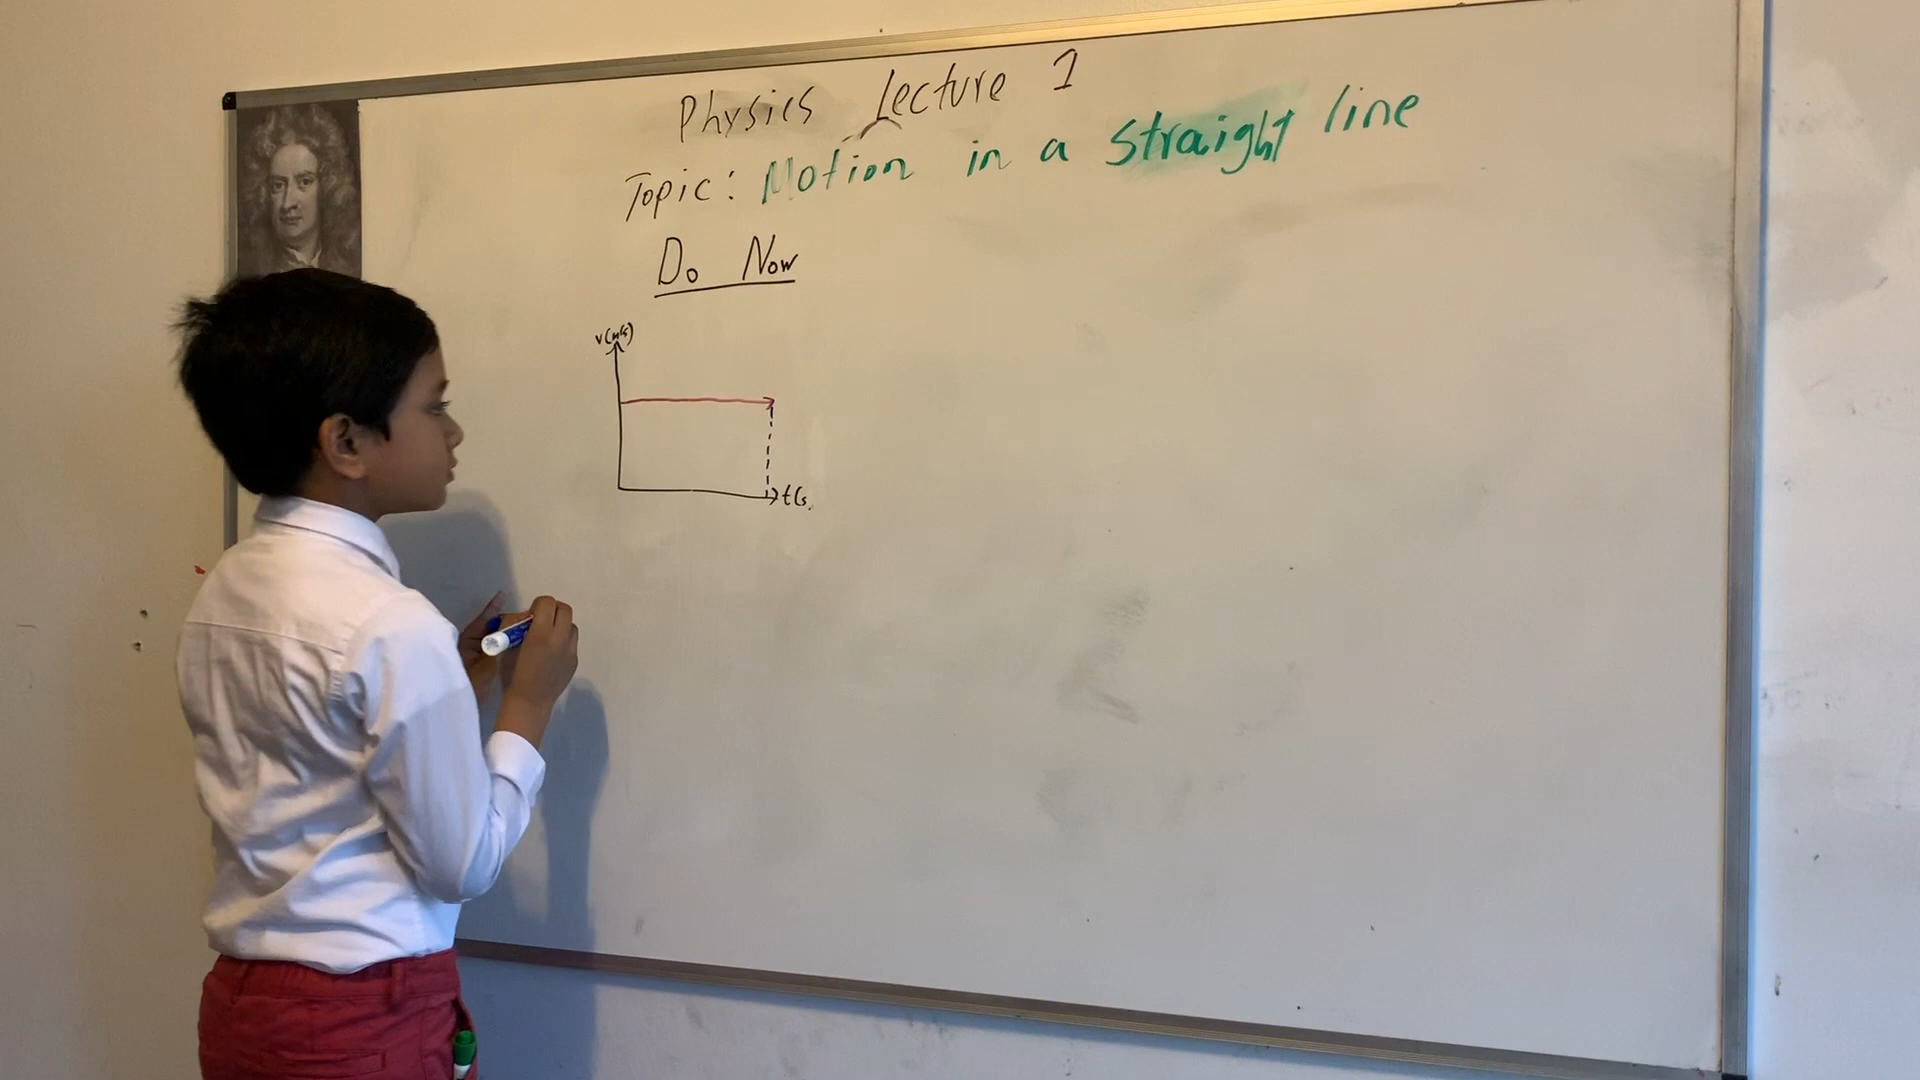 Physics Lecture 1
Topic: Motion in a straight line
Do Now
v(m/s)
t(s